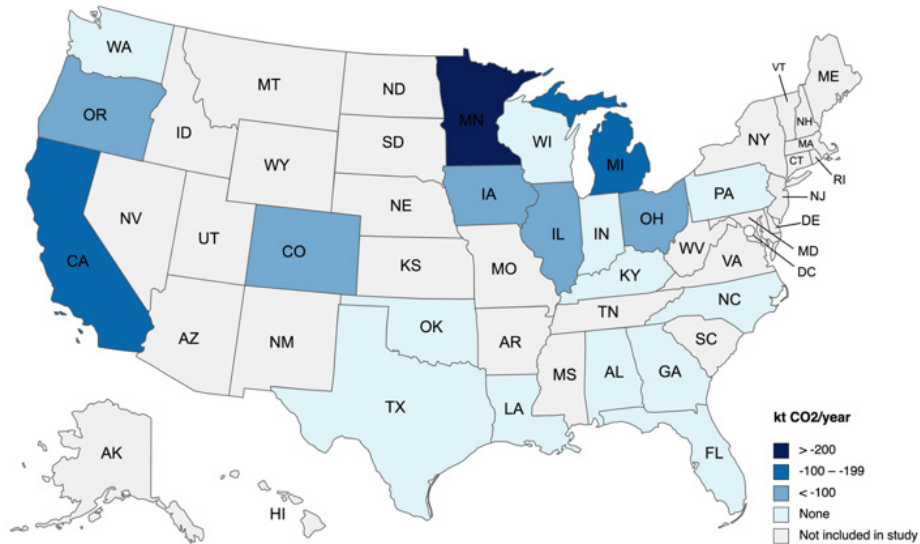 WA
MT
ND
MN
VT
ME
OR
ID
SD
WI
NH
NY
MA
WY
MI
CT
RI
IA
NE
PA
NJ
NV
OH
DE
UT
IL
IN
MD
CA
CO
WV
DC
KS
MO
VA
KY
NC
TN
OK
AZ
NM
AR
SC
MS
AL
GA
TX
LA
kt CO2/year
FL
> -200
AK
-100 – -199
< -100
HI
None
Not included in study